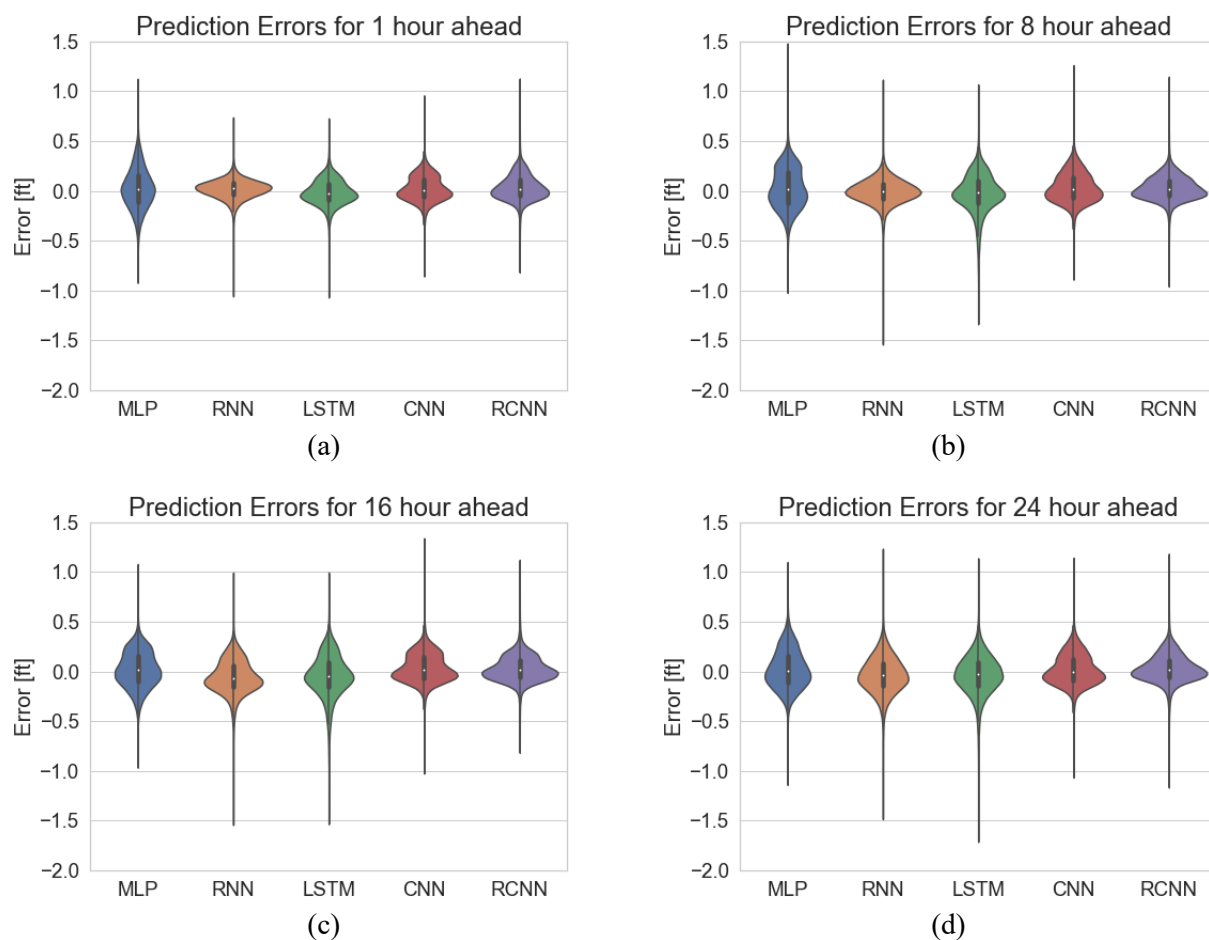 Prediction Errors for 1 hour ahead
Error [ft]
1.5
1.0
0.5
0.0
−0.5
−1.0
−1.5
−2.0
MLP RNN LSTM CNN RCNN
(a)
Prediction Errors for 8 hour ahead
Error [ft]
1.5
1.0
0.5
0.0
−0.5
−1.0
−1.5
−2.0
MLP RNN LSTM CNN RCNN
(b)
Prediction Errors for 16 hour ahead
Error [ft]
1.5
1.0
0.5
0.0
−0.5
−1.0
−1.5
−2.0
MLP RNN LSTM CNN RCNN
(c)
Prediction Errors for 24 hour ahead
Error [ft]
1.5
1.0
0.5
0.0
−0.5
−1.0
−1.5
−2.0
MLP RNN LSTM CNN RCNN
(d)